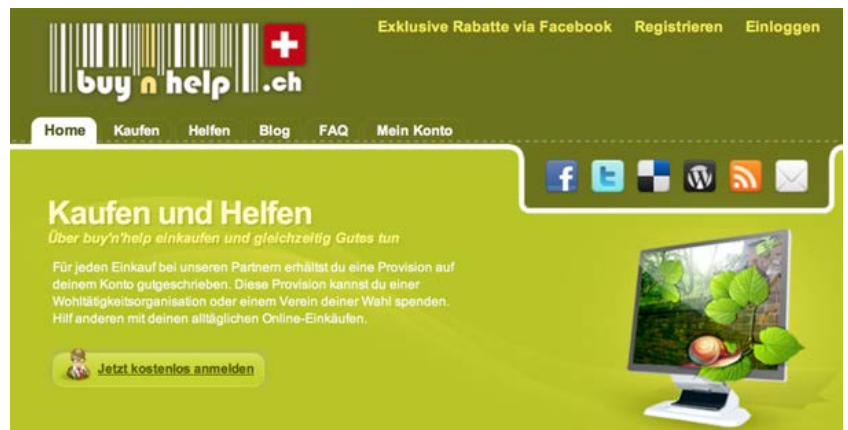 Exklusive Rabatte via Facebook Registrieren Einloggen
buy'n'help.ch
Home Kaufen Helfen Blog FAQ Mein Konto
Kaufen und Helfen
Über buy'n'help einkaufen und gleichzeitig Gutes tun
Für jeden Einkauf bei unseren Partnern erhältst du eine Provision auf
deinem Konto gutgeschrieben. Diese Provision kannst du einer
Wohltätigkeitsorganisation oder einem Verein deiner Wahl spenden.
Hilf anderen mit deinen alltäglichen Online-Einkäufen.
Jetzt kostenlos anmelden